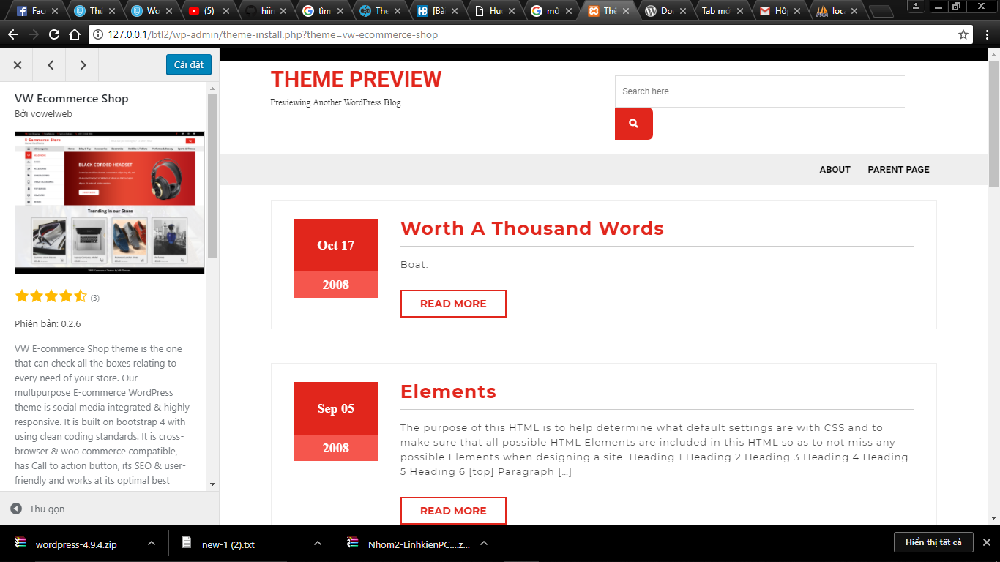 Face
Thủ
Wo
(5)
hiin
tìm
The
[Bà
Hư
mộ
Thê
Do
Tab mớ
Hộp
loc
127.0.0.1/btl2/wp-admin/theme-install.php?theme=vw-ecommerce-shop
Cài đặt
VW Ecommerce Shop
Bởi vowelweb
E-Commerce Store
BLACK CORDED HEADSET
Trending In our Store
(3)
Phiên bản: 0.2.6
VW E-commerce Shop theme is the one
that can check all the boxes relating to
every need of your store. Our
multipurpose E-commerce WordPress
theme is social media integrated & highly
responsive. It is built on bootstrap 4 with
using clean coding standards. It is cross-
browser & woo commerce compatible,
has Call to action button, its SEO & user-
friendly and works at its optimal best
Thu gọn
THEME PREVIEW
Previewing Another WordPress Blog
Search here
ABOUT PARENT PAGE
Oct 17
2008
Worth A Thousand Words
Boat.
READ MORE
Sep 05
2008
Elements
The purpose of this HTML is to help determine what default settings are with CSS and to
make sure that all possible HTML Elements are included in this HTML so as to not miss any
possible Elements when designing a site. Heading 1 Heading 2 Heading 3 Heading 4 Heading
5 Heading 6 [top] Paragraph […]
READ MORE
wordpress-4.9.4.zip
new-1 (2).txt
Nhom2-LinhkienPC....z...
Hiển thị tất cả